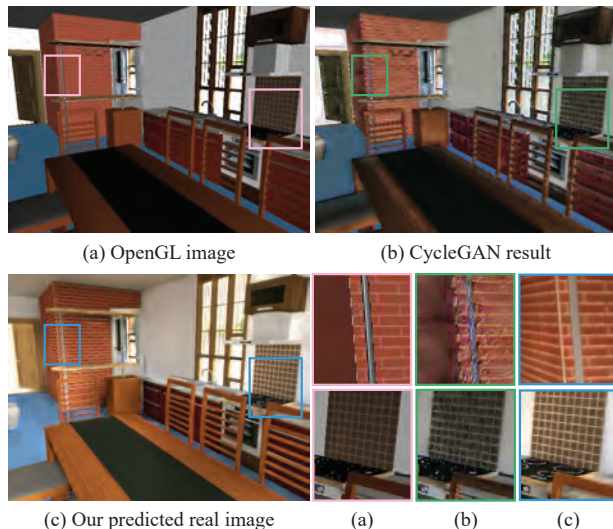 (a) OpenGL image
(b) CycleGAN result
(c) Our predicted real image
(a)
(b)
(c)